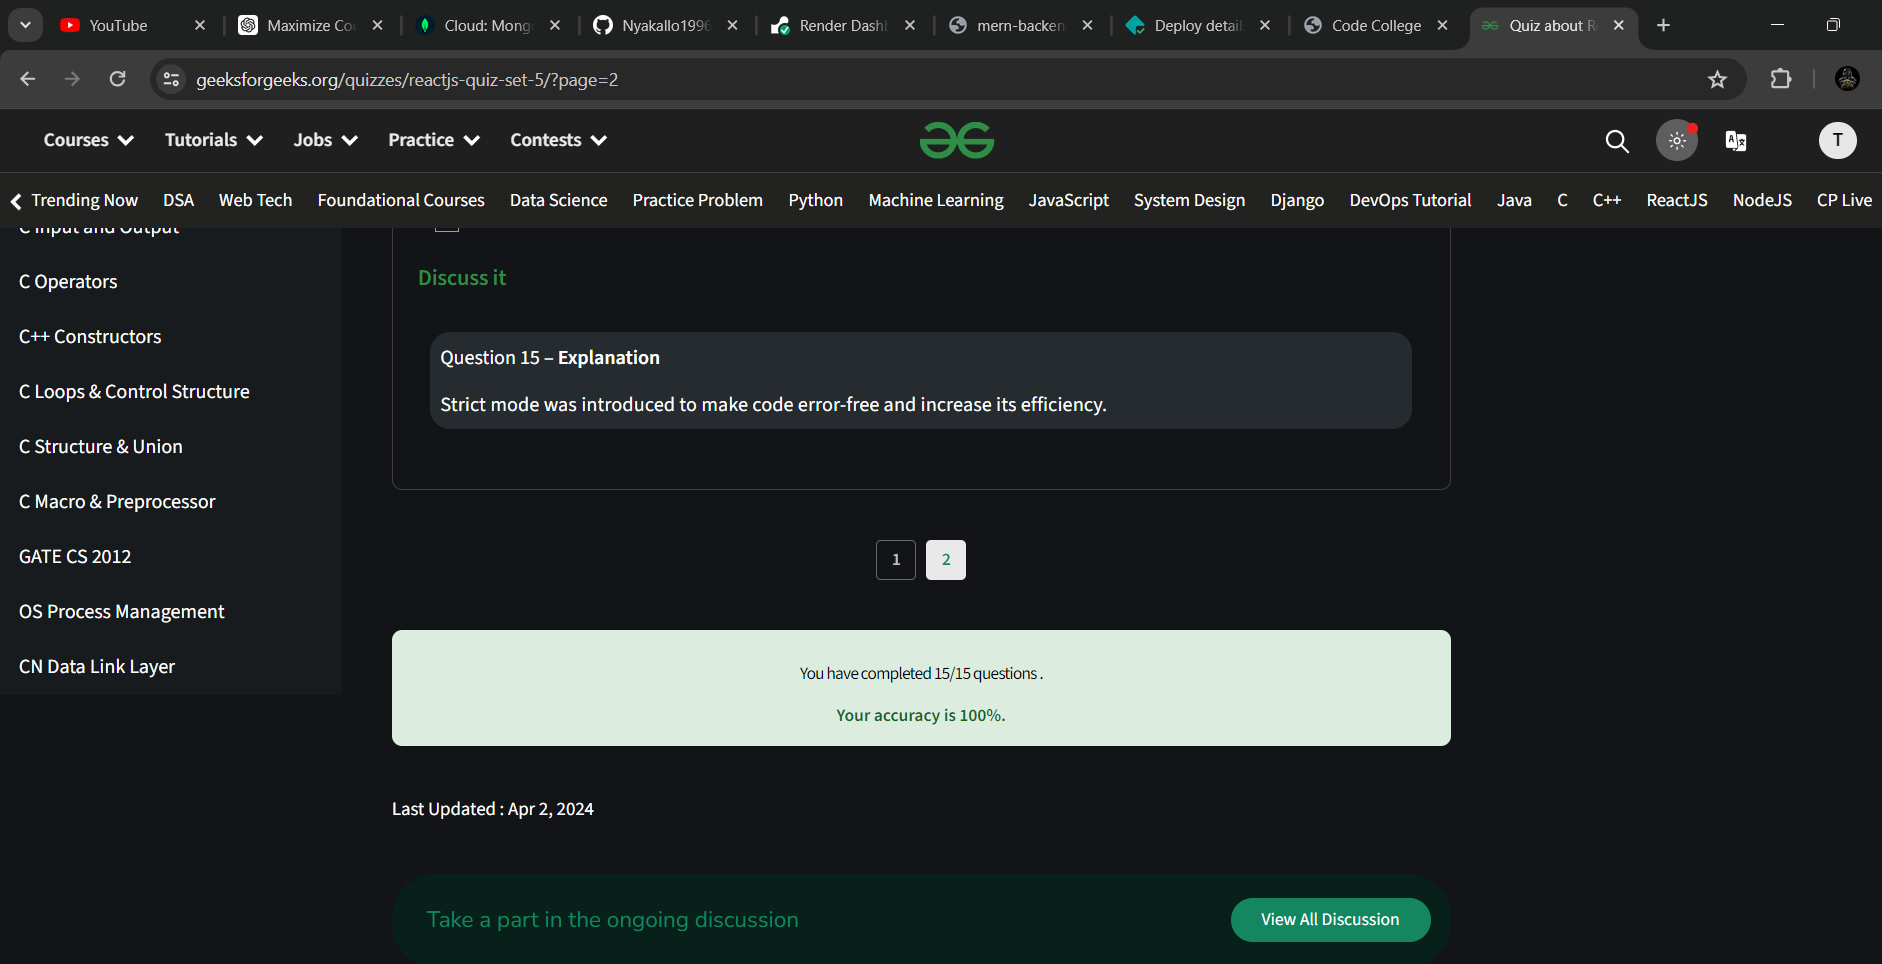 YouTube
Maximize Co
Cloud: Mong
Nyakallo1996
Render Dash
mern-backen
Deploy detail
Code College
Quiz about R
geeksforgeeks.org/quizzes/reactjs-quiz-set-5/?page=2
Courses
Tutorials
Jobs
Practice
Contests
T
Trending Now
DSA
Web Tech
Foundational Courses
Data Science
Practice Problem
Python
Machine Learning
JavaScript
System Design
Django
DevOps Tutorial
Java
C
C++
ReactJS
NodeJS
CP Live
C Input and Output
C Operators
C++ Constructors
C Loops & Control Structure
C Structure & Union
C Macro & Preprocessor
GATE CS 2012
OS Process Management
CN Data Link Layer
Discuss it
Question 15 – Explanation
Strict mode was introduced to make code error-free and increase its efficiency.
1
2
You have completed 15/15 questions .
Your accuracy is 100%.
Last Updated : Apr 2, 2024
Take a part in the ongoing discussion
View All Discussion